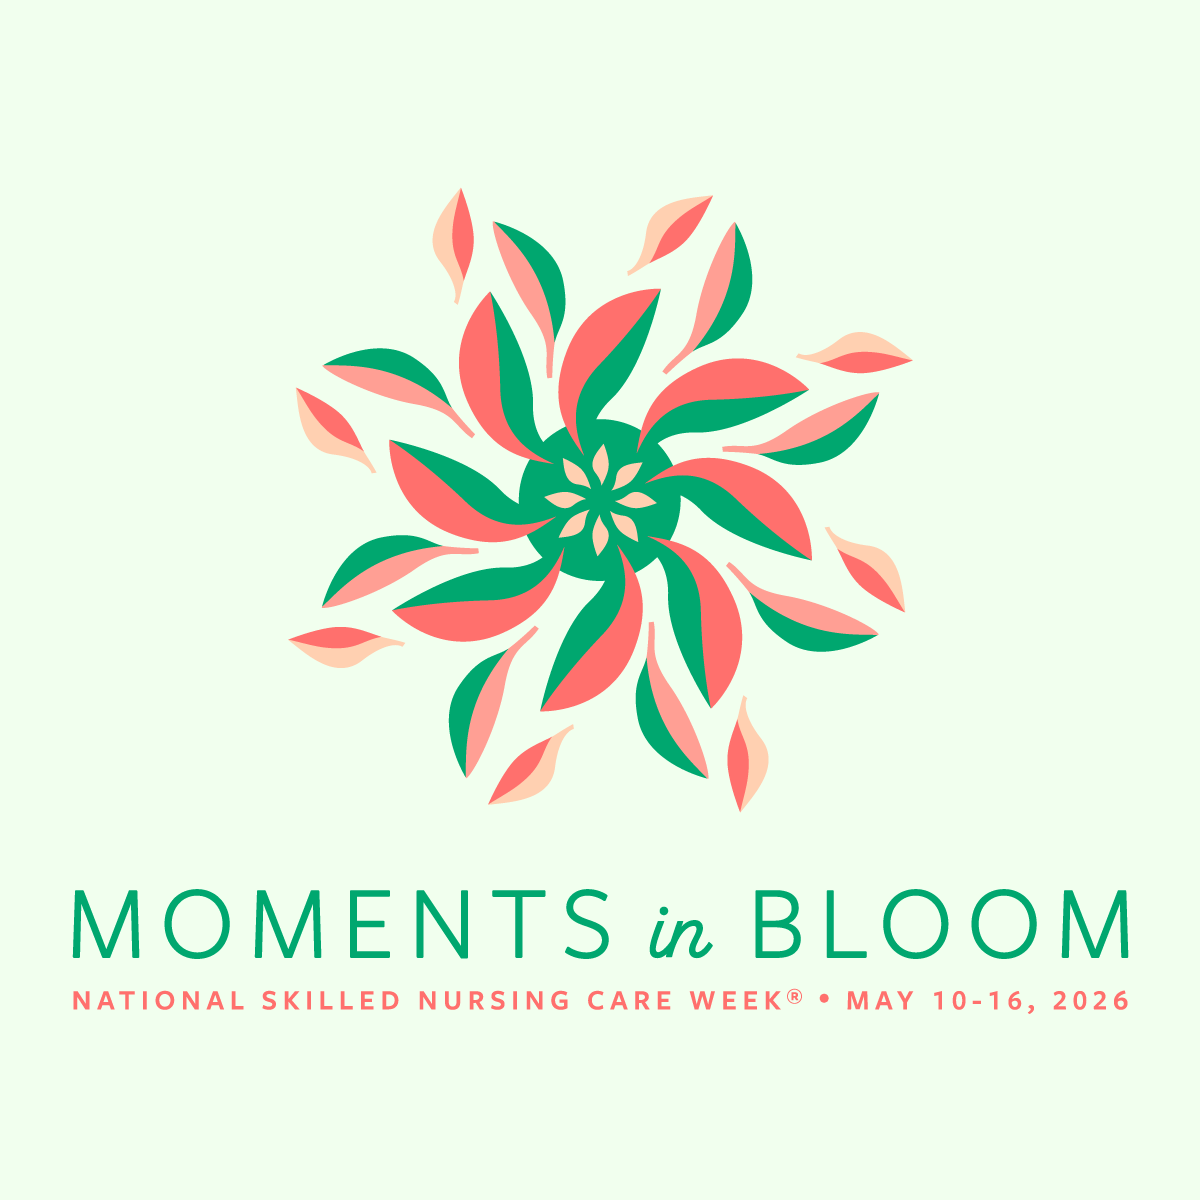 MOMENTS in BLOOM
NATIONAL SKILLED NURSING CARE WEEK® • MAY 10-16, 2026